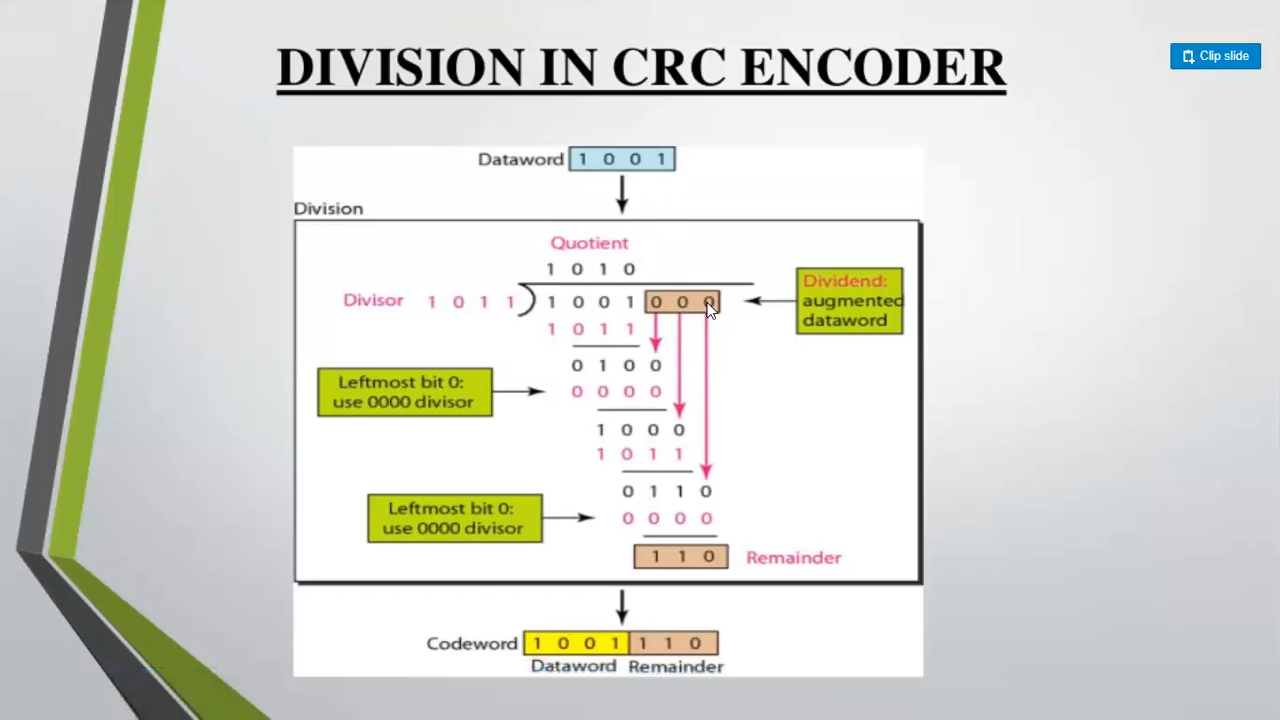 DIVISION IN CRC ENCODER
Clip slide
Dataword 1 0 0 1
Division
Quotient
1 0 1 0
Divisor 1 0 1 1 1 0 0 1 0 0 0
Dividend:
augmented
dataword
1 0 1 1
0 1 0 0
Leftmost bit 0:
use 0000 divisor
0 0 0 0
1 0 0 0
1 0 1 1
0 1 1 0
Leftmost bit 0:
use 0000 divisor
0 0 0 0
1 1 0 Remainder
Codeword 1 0 0 1 1 1 0
Dataword Remainder